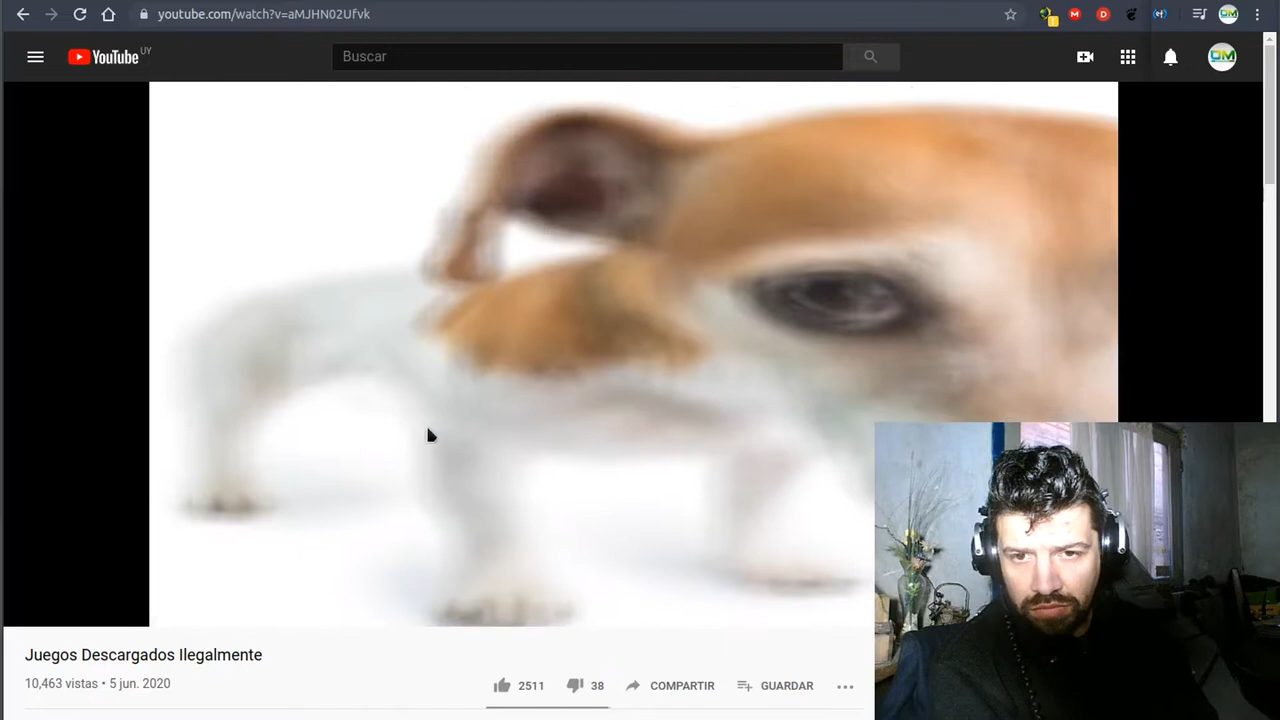 youtube.com/watch?v=aMJHN02Ufvk
YouTube UY
Buscar
OM
Juegos Descargados Ilegalmente
10,463 vistas • 5 jun. 2020
2511 38 COMPARTIR GUARDAR